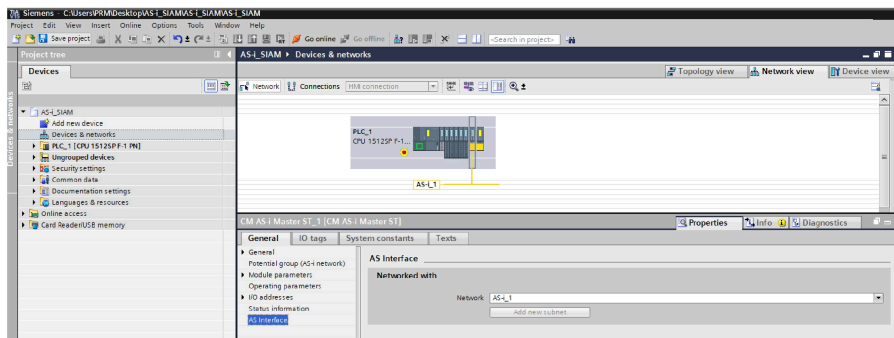 Siemens - C:\Users\PRM\Desktop\AS-i_SIAM\AS-i_SIAM\AS-i_SIAM
Project Edit View Insert Online Options Tools Window Help
Save project Go online Go offline <Search in project>
Project tree
AS-i_SIAM Devices & networks
Devices
Topology view Network view Device view
Network Connections HMI connection
Devices & networks
AS-i_SIAM
Add new device
Devices & networks
PLC_1 [CPU 1512SP F-1 PN]
Ungrouped devices
Security settings
Common data
Documentation settings
Languages & resources
Online access
Card Reader/USB memory
PLC_1
CPU 1512SP F-1...
AS-i_1
CM AS-i Master ST_1 [CM AS-i Master ST]
Properties Info Diagnostics
General IO tags System constants Texts
General
Potential group (AS-i network)
Module parameters
Operating parameters
I/O addresses
Status information
AS Interface
AS Interface
Networked with
Network AS-i_1
Add new subnet